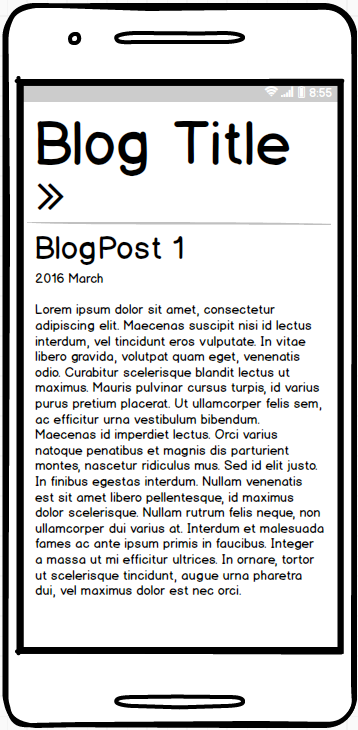 8:55
Blog Title
»
BlogPost 1
2016 March
Lorem ipsum dolor sit amet, consectetur
adipiscing elit. Maecenas suscipit nisi id lectus
interdum, vel tincidunt eros vulputate. In vitae
libero gravida, volutpat quam eget, venenatis
odio. Curabitur scelerisque blandit lectus ut
maximus. Mauris pulvinar cursus turpis, id varius
purus pretium placerat. Ut ullamcorper felis sem,
ac efficitur urna vestibulum bibendum.
Maecenas id imperdiet lectus. Orci varius
natoque penatibus et magnis dis parturient
montes, nascetur ridiculus mus. Sed id elit justo.
In finibus egestas interdum. Nullam venenatis
est sit amet libero pellentesque, id maximus
dolor scelerisque. Nullam rutrum felis neque, non
ullamcorper dui varius at. Interdum et malesuada
fames ac ante ipsum primis in faucibus. Integer
a massa ut mi efficitur ultrices. In ornare, tortor
ut scelerisque tincidunt, augue urna pharetra
dui, vel maximus dolor est nec orci.